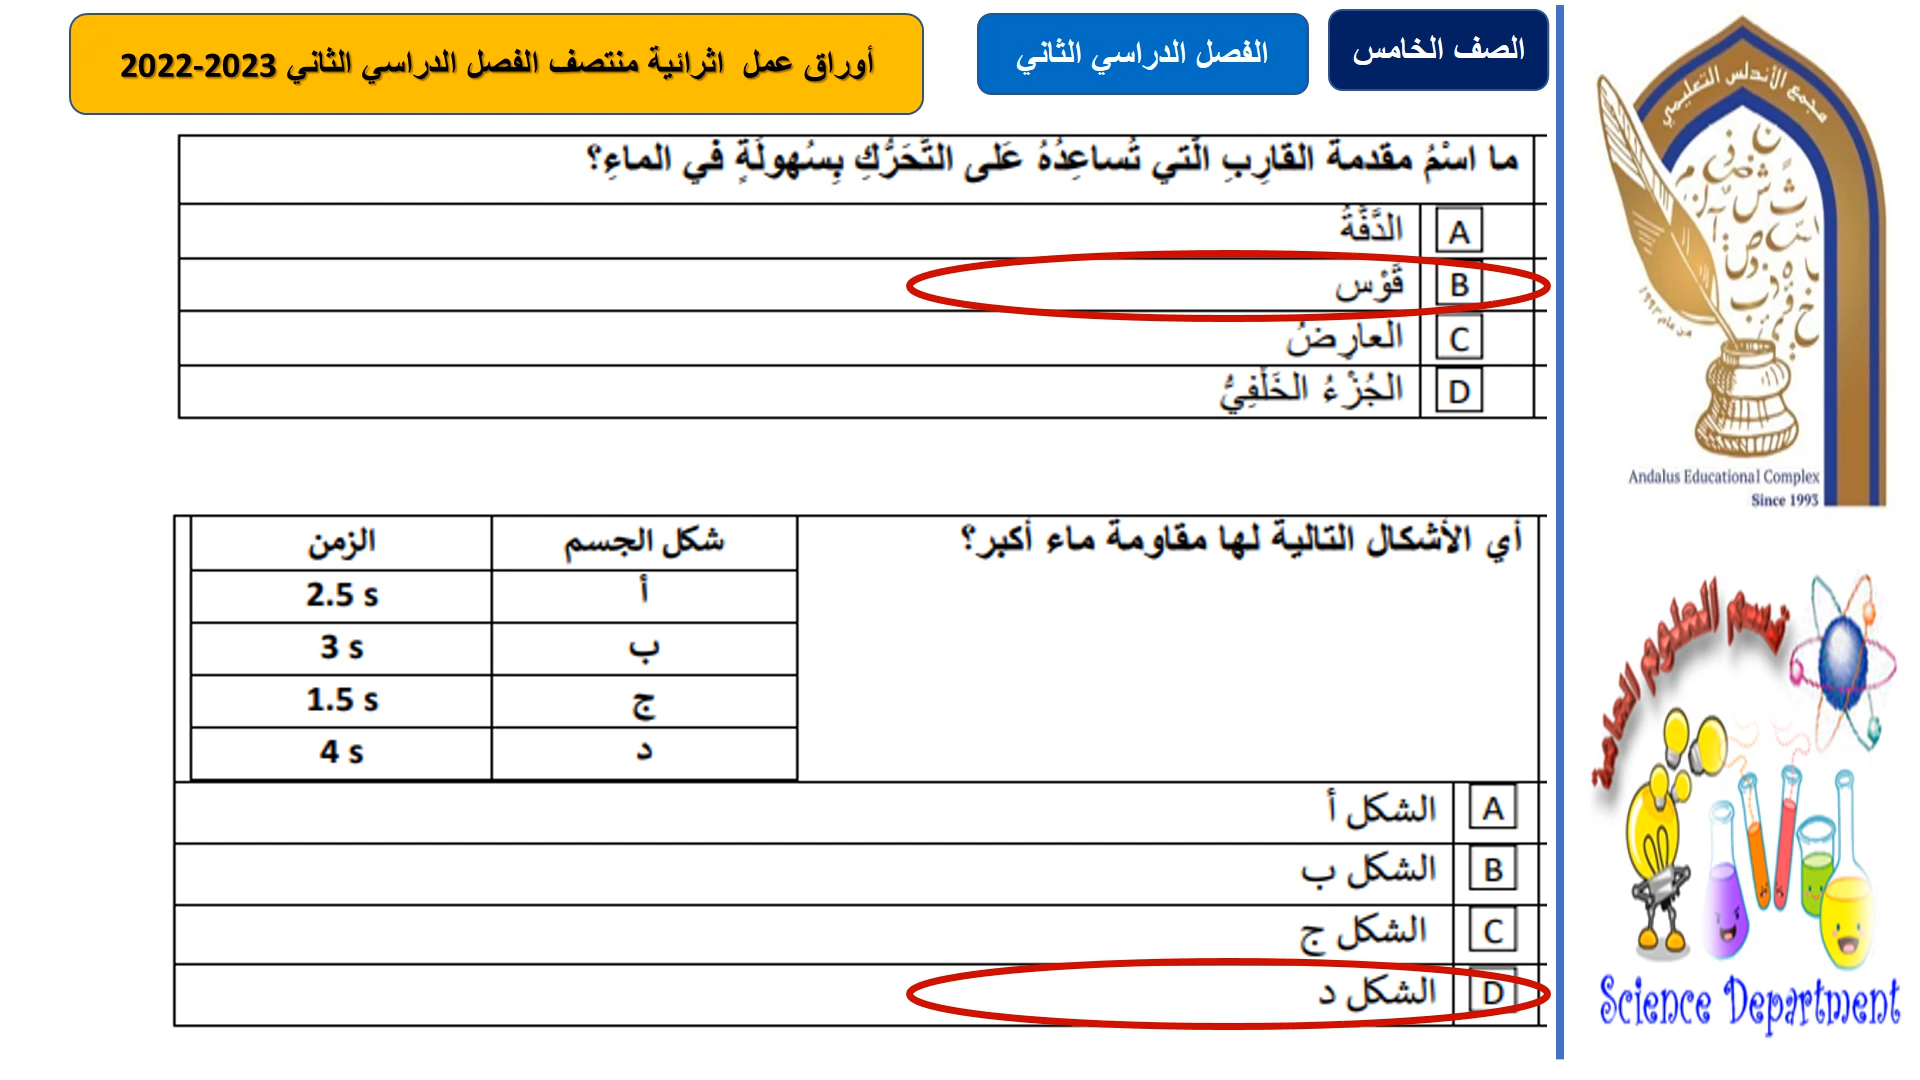 الصف الخامس
الفصل الدراسي الثاني
أوراق عمل اثرائية منتصف الفصل الدراسي الثاني 2023-2022
ما اسْمُ مقدمة القارِبِ الَّتي تُساعِدُهُ عَلى التَّحَرُّكِ بِسُهولَةٍ في الماءِ؟
A الدَّفَّةُ
B قَوْس
C العارِضُ
D الجُزْءُ الخَلْفِيُّ
أي الأشكال التالية لها مقاومة ماء أكبر؟
شكل الجسم الزمن
أ 2.5 s
ب 3 s
ج 1.5 s
د 4 s
A الشكل أ
B الشكل ب
C الشكل ج
D الشكل د
مجمع الأندلس التعليمي
من عام ١٩٩٣
Andalus Educational Complex
Since 1993
قسم العلوم العامة
Science Department